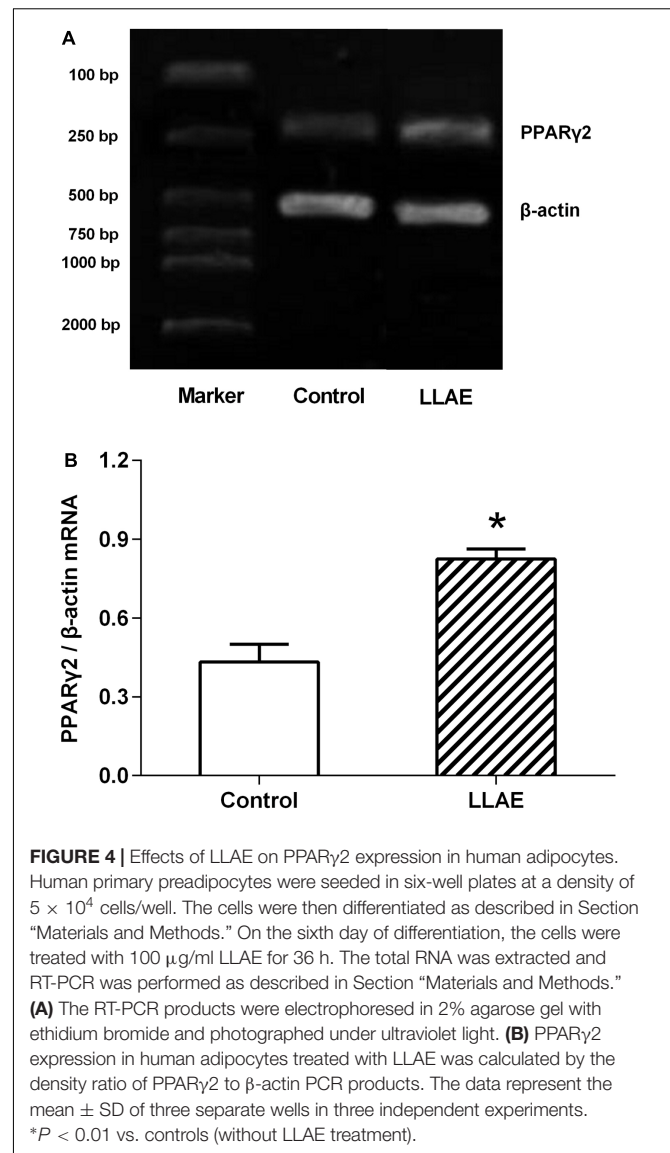 A
100 bp
250 bp
500 bp
750 bp
1000 bp
2000 bp
PPARγ2
β-actin
Marker Control LLAE
B
PPARγ2 / β-actin mRNA
1.2
0.9
0.6
0.3
0.0
*
Control LLAE
FIGURE 4 | Effects of LLAE on PPARγ2 expression in human adipocytes.
Human primary preadipocytes were seeded in six-well plates at a density of
5 × 10⁴ cells/well. The cells were then differentiated as described in Section
“Materials and Methods.” On the sixth day of differentiation, the cells were
treated with 100 μg/ml LLAE for 36 h. The total RNA was extracted and
RT-PCR was performed as described in Section “Materials and Methods.”
(A) The RT-PCR products were electrophoresed in 2% agarose gel with
ethidium bromide and photographed under ultraviolet light. (B) PPARγ2
expression in human adipocytes treated with LLAE was calculated by the
density ratio of PPARγ2 to β-actin PCR products. The data represent the
mean ± SD of three separate wells in three independent experiments.
*P < 0.01 vs. controls (without LLAE treatment).